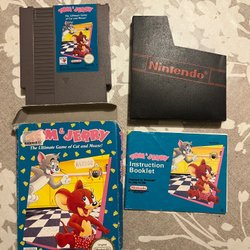 TOM & JERRY
The Ultimate Game
of Cat and Mouse!
Nintendo
TOM & JERRY
The Ultimate Game of Cat and Mouse!
TOM & JERRY
Instruction
Booklet
Nintendo